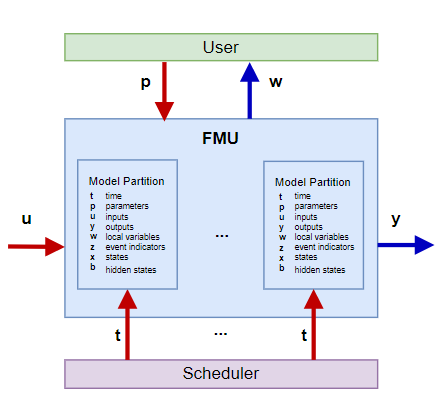 User
p
w
FMU
Model Partition
t time
p parameters
u inputs
y outputs
w local variables
z event indicators
x states
b hidden states
...
Model Partition
t time
p parameters
u inputs
y outputs
w local variables
z event indicators
x states
b hidden states
u
y
t
...
t
Scheduler